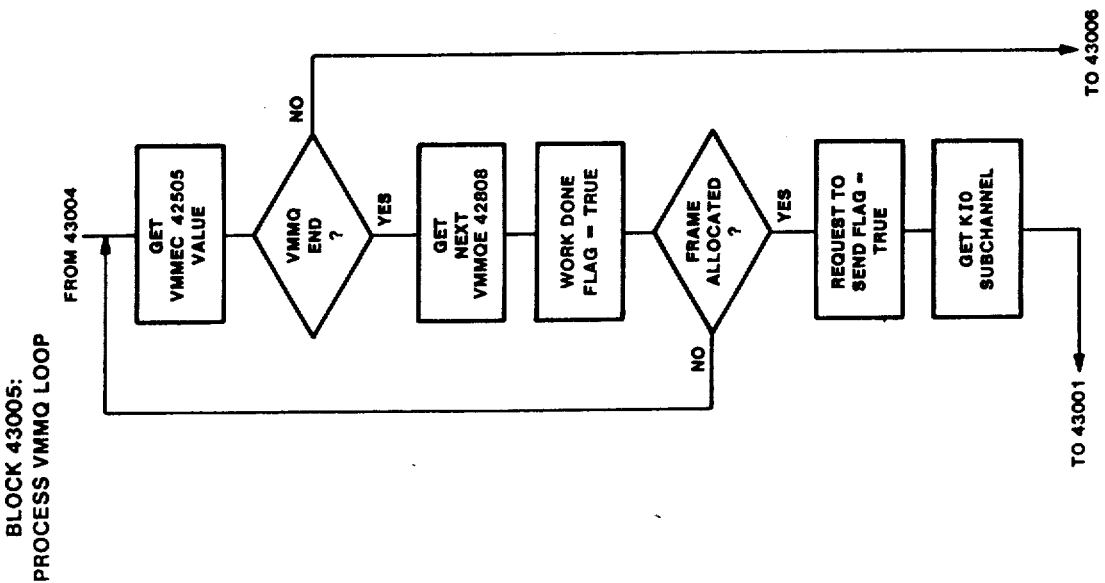 BLOCK 43005:
PROCESS VMMQ LOOP
FROM 43004
GET
VMMEC 42505
VALUE
VMMQ
END
?
NO
YES
GET
NEXT
VMMQE 42808
WORK DONE
FLAG = TRUE
FRAME
ALLOCATED
?
NO
YES
REQUEST TO
SEND FLAG =
TRUE
GET KIO
SUBCHANNEL
TO 43001
TO 43006